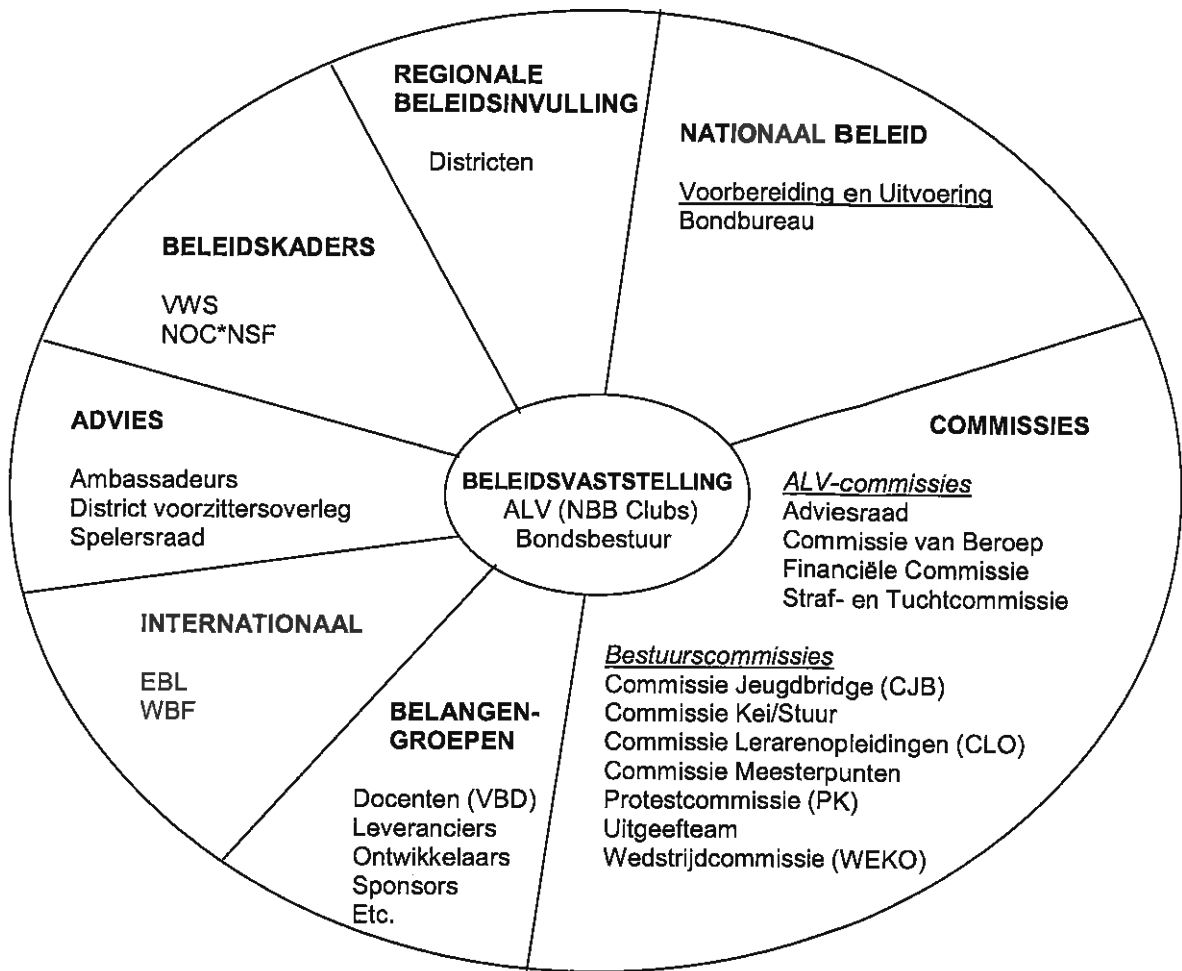 REGIONALE
BELEIDSINVULLING
Districten
NATIONAAL BELEID
Voorbereiding en Uitvoering
Bondbureau
BELEIDSKADERS
VWS
NOC*NSF
ADVIES
Ambassadeurs
District voorzittersoverleg
Spelersraad
BELEIDSVASTSTELLING
ALV (NBB Clubs)
Bondsbestuur
COMMISSIES
ALV-commissies
Adviesraad
Commissie van Beroep
Financiële Commissie
Straf- en Tuchtcommissie
Bestuurscommissies
Commissie Jeugdbridge (CJB)
Commissie Kei/Stuur
Commissie Lerarenopleidingen (CLO)
Commissie Meesterpunten
Protestcommissie (PK)
Uitgeefteam
Wedstrijdcommissie (WEKO)
INTERNATIONAAL
EBL
WBF
BELANGEN-
GROEPEN
Docenten (VBD)
Leveranciers
Ontwikkelaars
Sponsors
Etc.